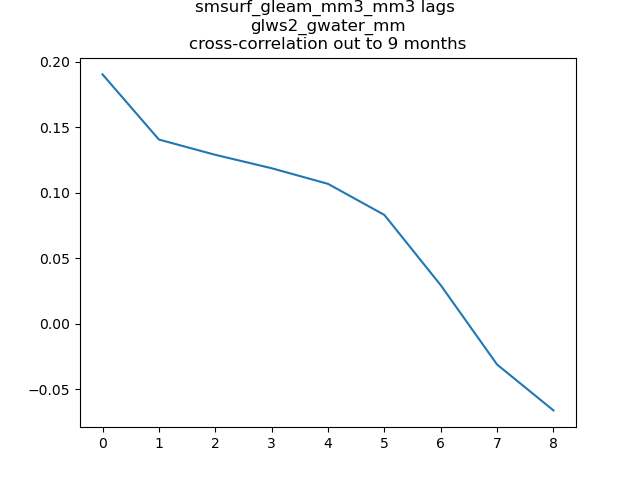 smsurf_gleam_mm3_mm3 lags
glws2_gwater_mm
cross-correlation out to 9 months
0.20
0.15
0.10
0.05
0.00
−0.05
0 1 2 3 4 5 6 7 8